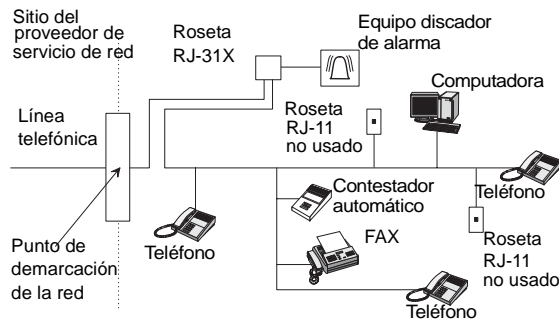 Sitio del
proveedor de
servicio de red
Roseta
RJ-31X
Equipo discador
de alarma
Computadora
Línea
telefónica
Roseta
RJ-11
no usado
Teléfono
Contestador
automático
Punto de
demarcación
de la red
Teléfono
FAX
Roseta
RJ-11
no usado
Teléfono